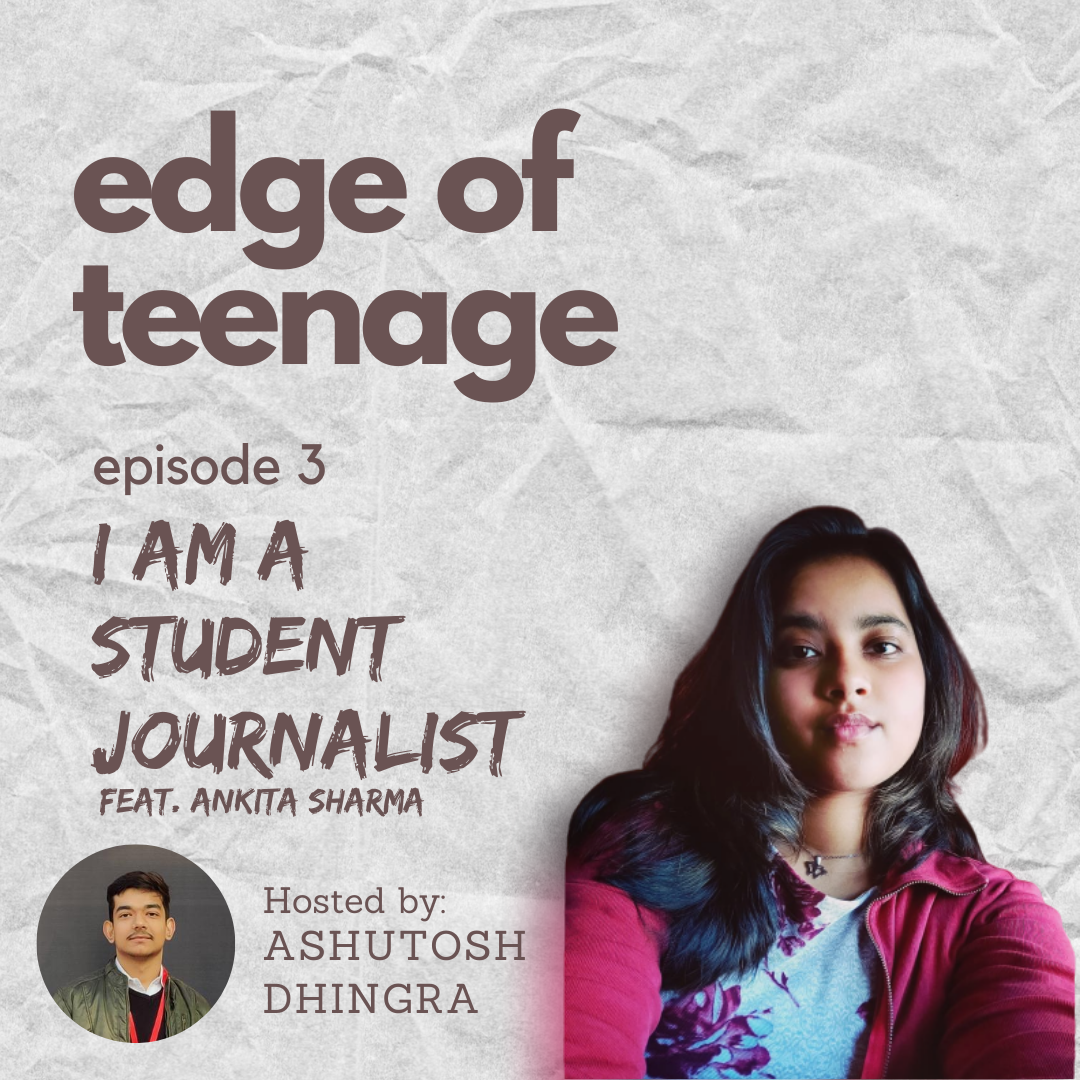 edge of
teenage
episode 3
I AM A
STUDENT
JOURNALIST
FEAT. ANKITA SHARMA
Hosted by:
ASHUTOSH
DHINGRA